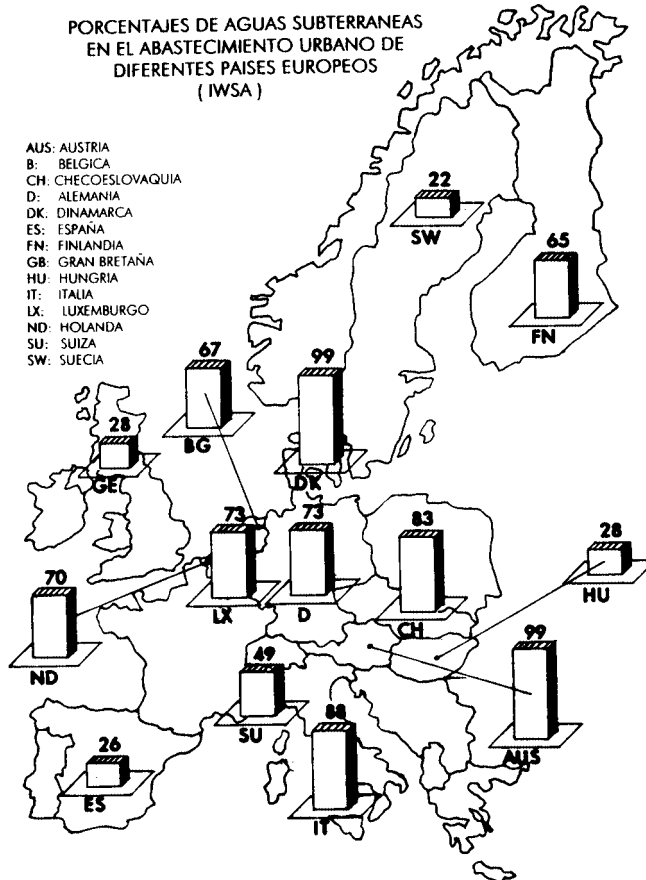 PORCENTAJES DE AGUAS SUBTERRANEAS
EN EL ABASTECIMIENTO URBANO DE
DIFERENTES PAISES EUROPEOS
( IWSA )
AUS: AUSTRIA
B: BELGICA
CH: CHECOESLOVAQUIA
D: ALEMANIA
DK: DINAMARCA
ES: ESPAÑA
FN: FINLANDIA
GB: GRAN BRETAÑA
HU: HUNGRIA
IT: ITALIA
LX: LUXEMBURGO
ND: HOLANDA
SU: SUIZA
SW: SUECIA
22
SW
65
FN
67
BG
99
DK
28
GE
73
LX
73
D
83
CH
28
HU
70
ND
49
SU
88
IT
99
AUS
26
ES